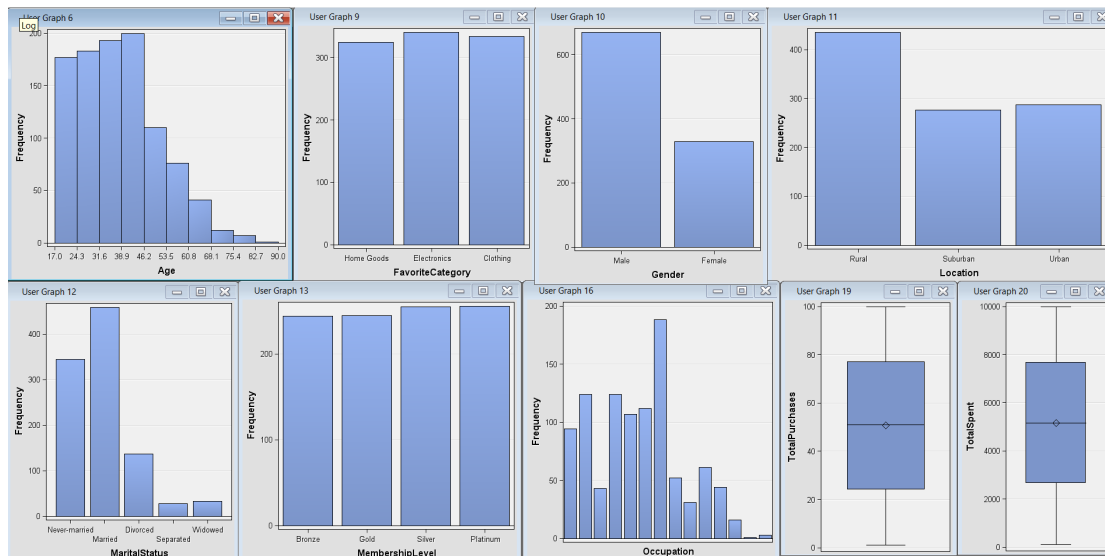 User Graph 6
Log
200
150
100
50
0
Frequency
17.0 24.3 31.6 38.9 46.2 53.5 60.8 68.1 75.4 82.7 90.0
Age
User Graph 9
300
200
100
0
Frequency
Home Goods Electronics Clothing
FavoriteCategory
User Graph 10
600
400
200
0
Frequency
Male Female
Gender
User Graph 11
400
300
200
100
0
Frequency
Rural Suburban Urban
Location
User Graph 12
400
300
200
100
0
Frequency
Never-married Divorced Widowed
Married Separated
MaritalStatus
User Graph 13
200
100
0
Frequency
Bronze Gold Silver Platinum
MembershipLevel
User Graph 16
200
150
100
50
0
Frequency
Occupation
User Graph 19
100
80
60
40
20
0
TotalPurchases
User Graph 20
10000
8000
6000
4000
2000
0
TotalSpent